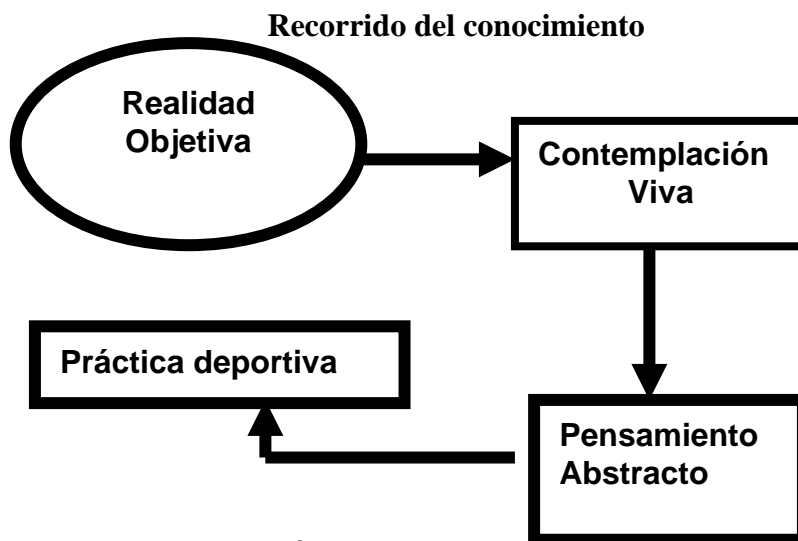 Recorrido del conocimiento
Realidad
Objetiva
Contemplación
Viva
Práctica deportiva
Pensamiento
Abstracto